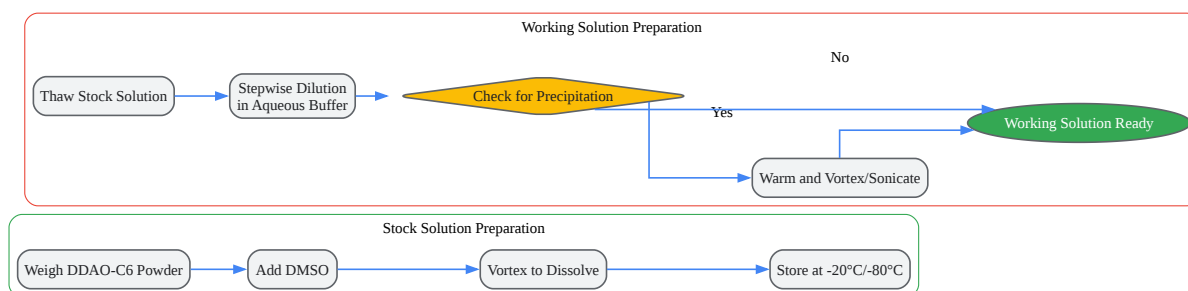 Working Solution Preparation
No
Thaw Stock Solution
Stepwise Dilution
in Aqueous Buffer
Check for Precipitation
Yes
Working Solution Ready
Warm and Vortex/Sonicate
Stock Solution Preparation
Weigh DDAO-C6 Powder
Add DMSO
Vortex to Dissolve
Store at -20°C/-80°C